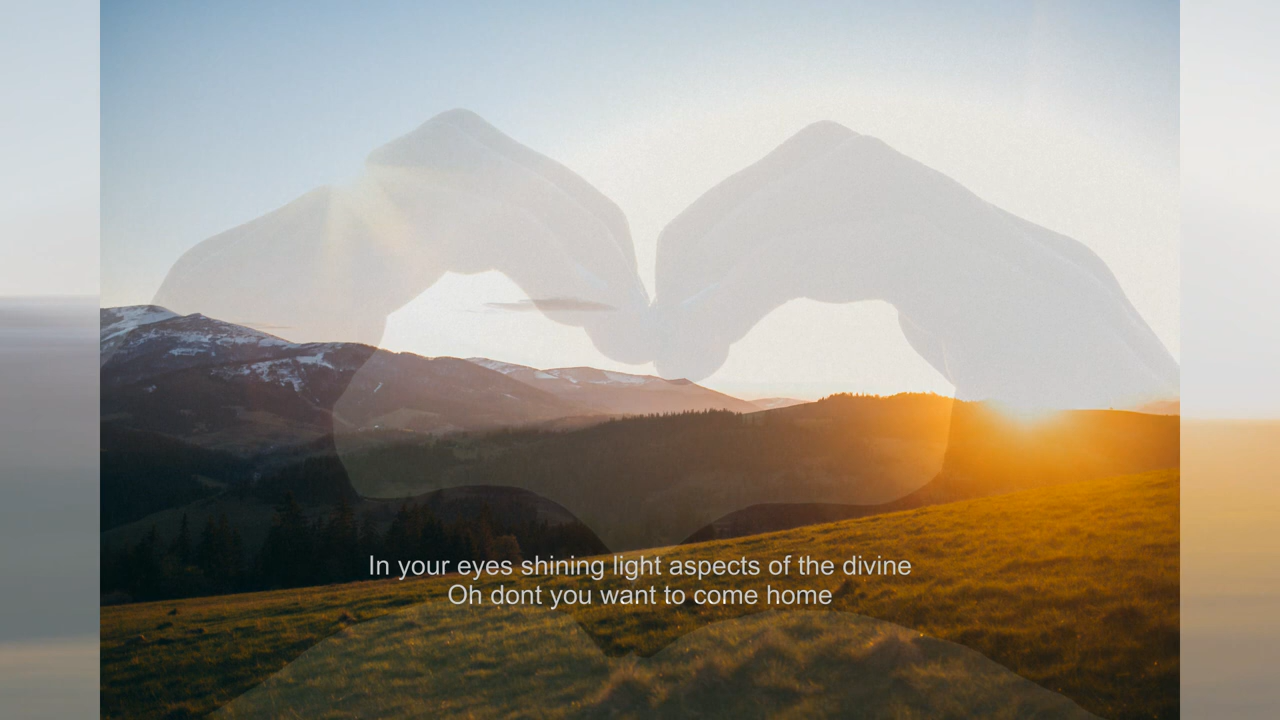 In your eyes shining light aspects of the divine
Oh dont you want to come home